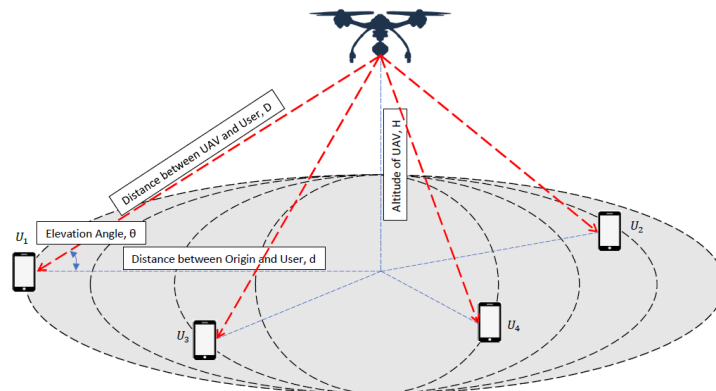 Distance between UAV and User, D
Altitude of UAV, H
U₁
Elevation Angle, θ
U₂
Distance between Origin and User, d
U₃
U₄